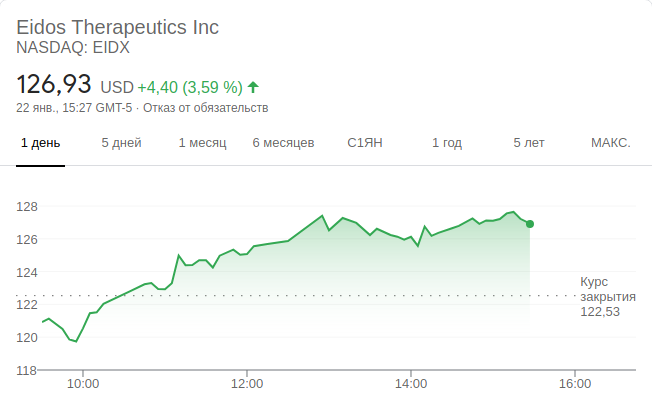 Eidos Therapeutics Inc
NASDAQ: EIDX
126,93 USD +4,40 (3,59 %)
22 янв., 15:27 GMT-5 · Отказ от обязательств
1 день 5 дней 1 месяц 6 месяцев С1ЯН 1 год 5 лет МАКС.
128
126
124
Курс
закрытия
122,53
122
120
118
10:00 12:00 14:00 16:00